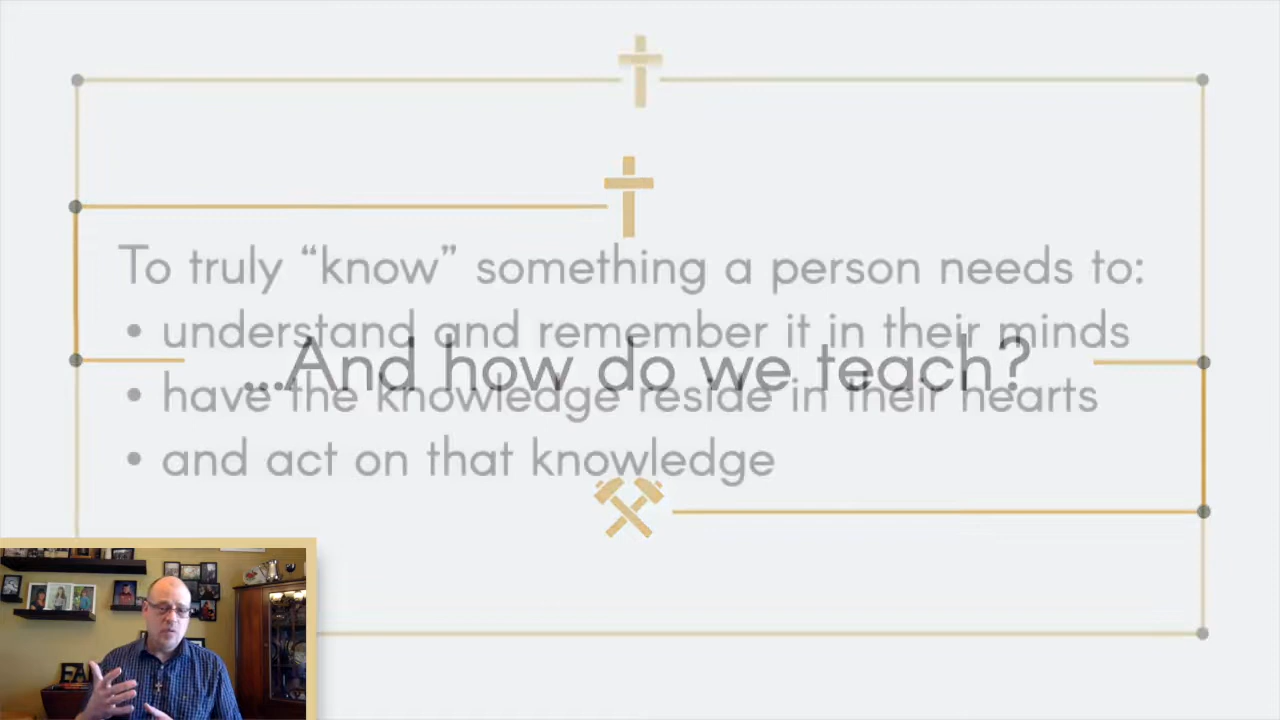 To truly “know” something a person needs to:
• understand and remember it in their minds
...And how do we teach?
• have the knowledge reside in their hearts
• and act on that knowledge